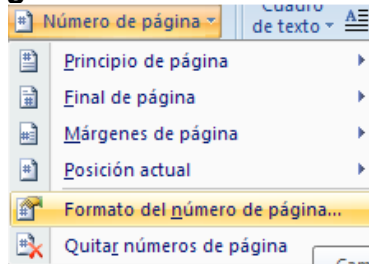 Número de página
Cuadro
de texto
Principio de página
Final de página
Márgenes de página
Posición actual
Formato del número de página...
Quitar números de página